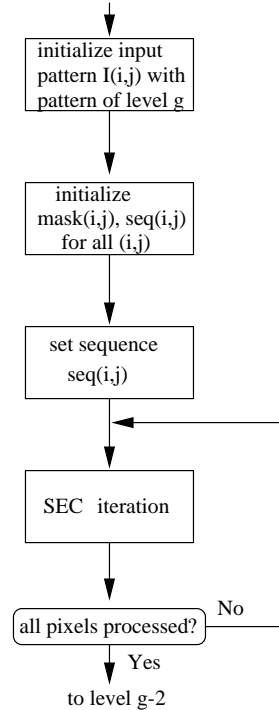 initialize input
pattern I(i,j) with
pattern of level g
initialize
mask(i,j), seq(i,j)
for all (i,j)
set sequence
seq(i,j)
SEC iteration
all pixels processed?
No
Yes
to level g-2